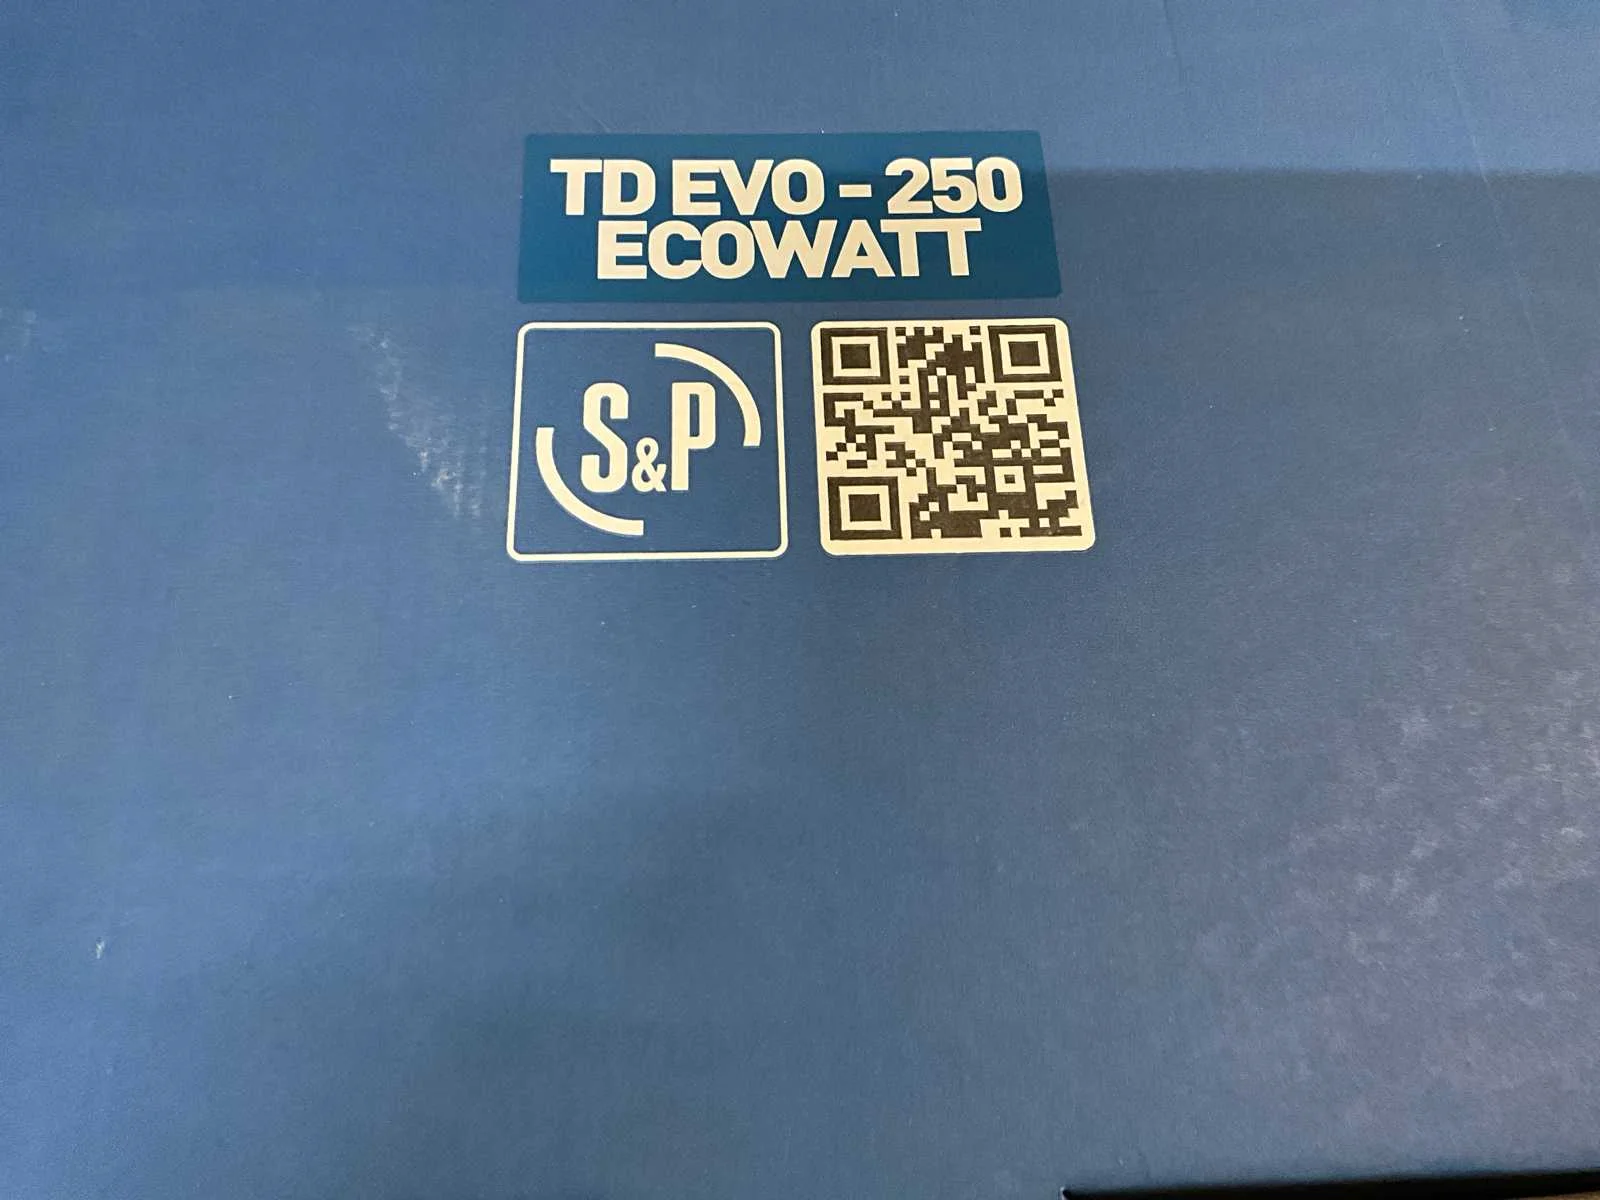 TD EVO - 250
ECOWATT
S&P